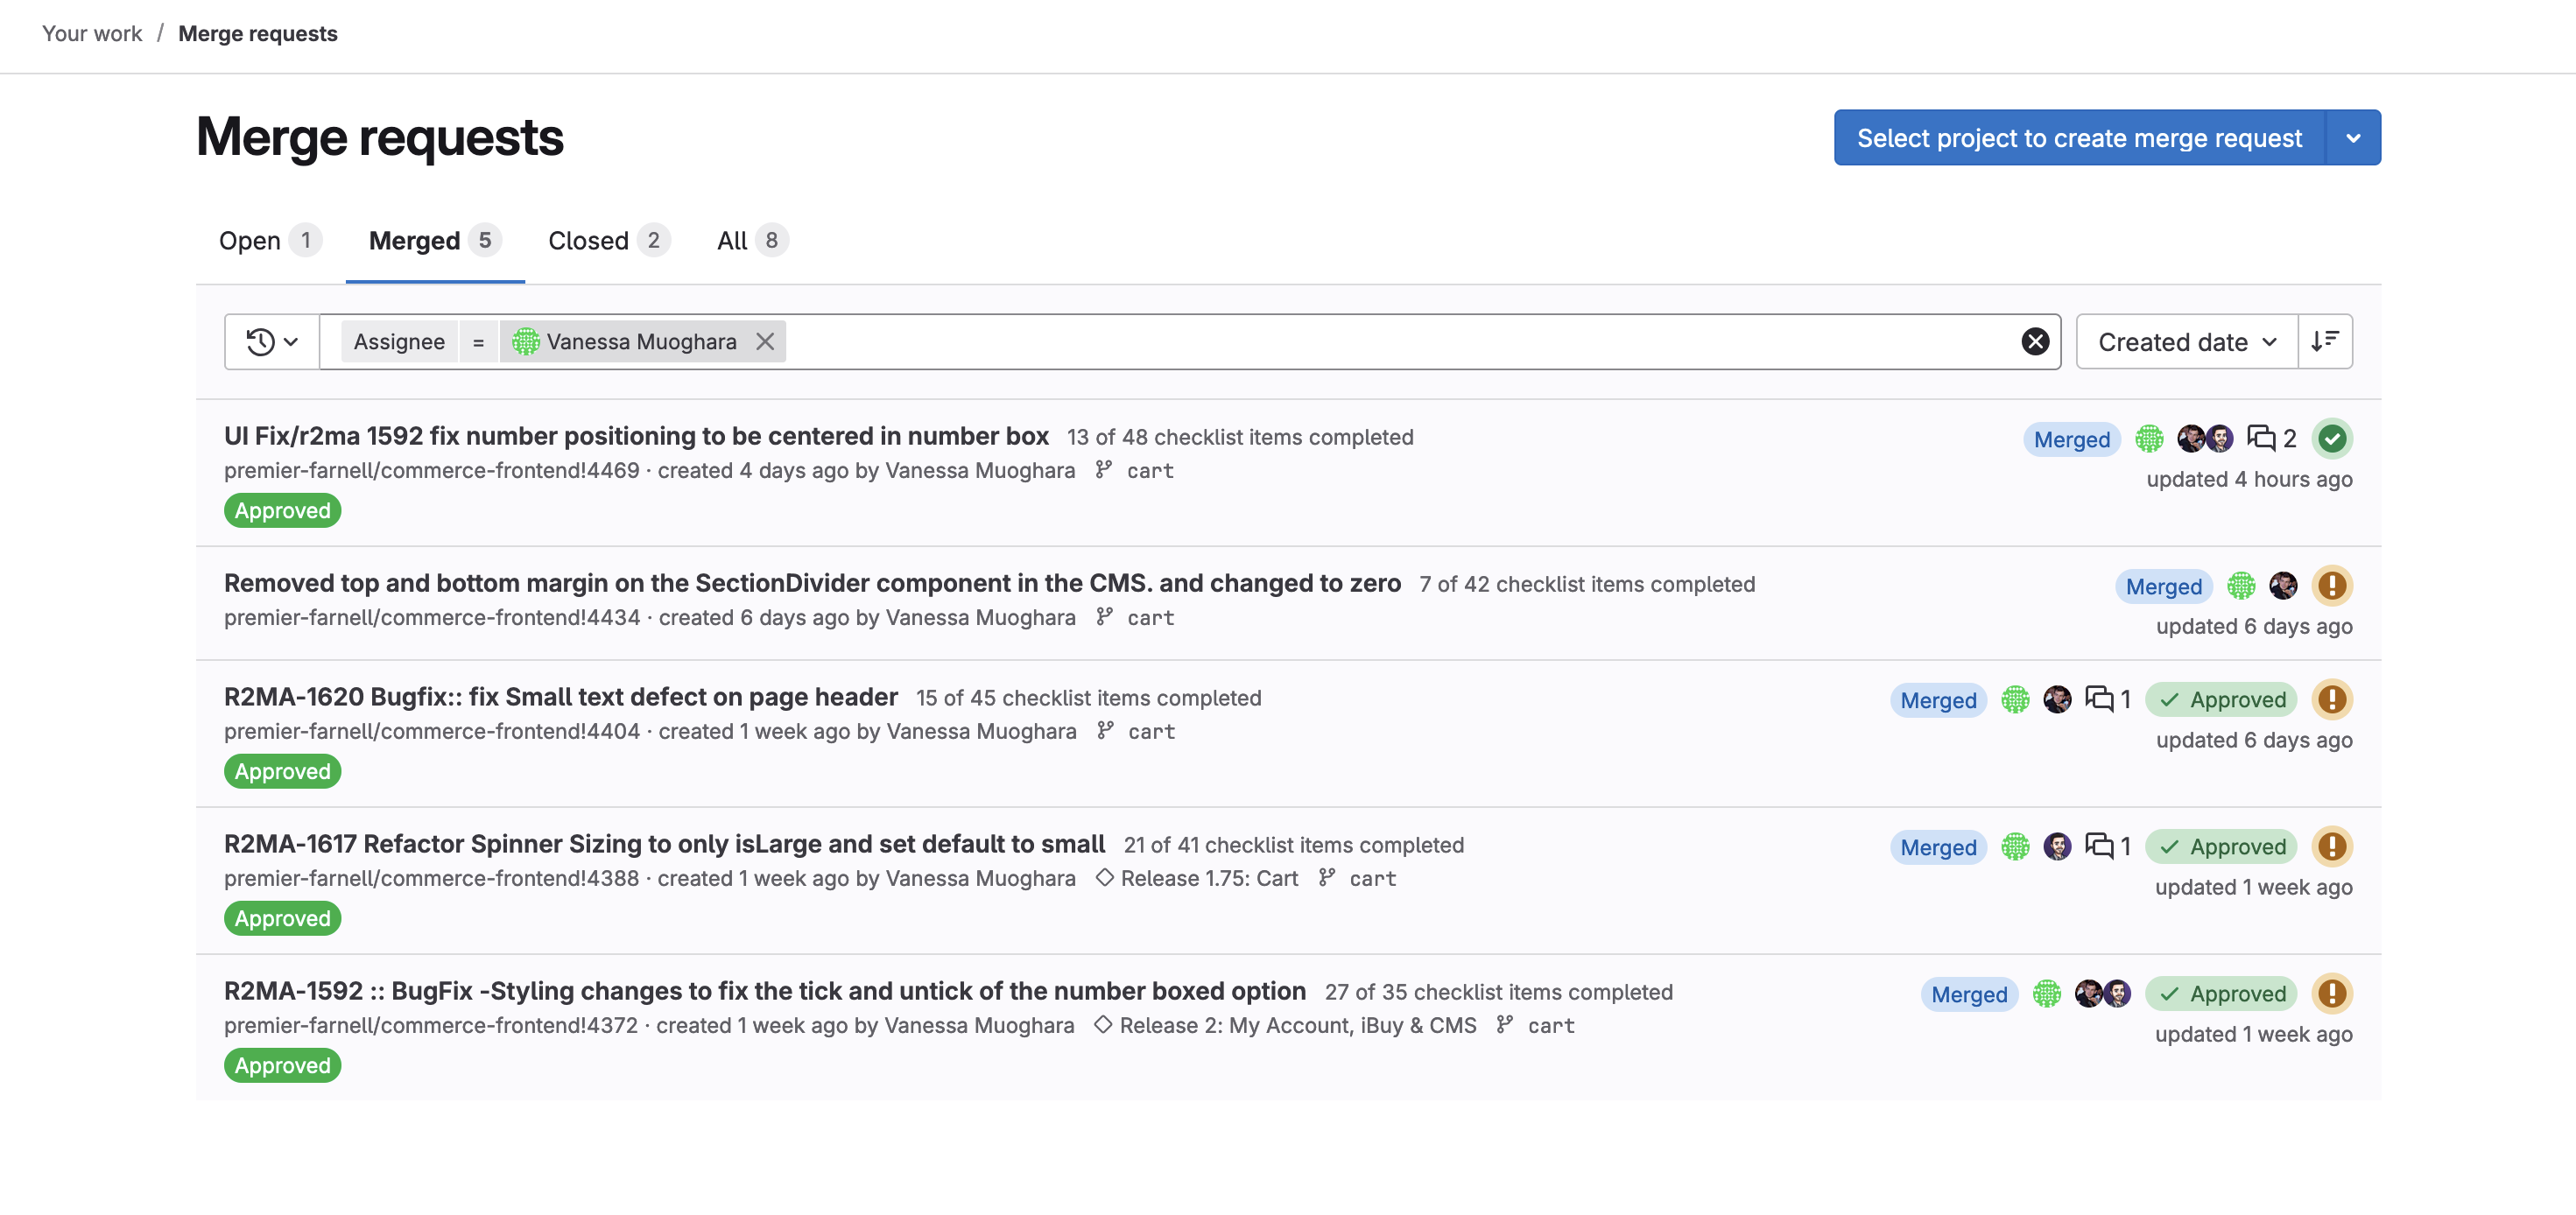 Your work / Merge requests
Merge requests
Select project to create merge request
Open 1 Merged 5 Closed 2 All 8
Assignee = Vanessa Muoghara
Created date
UI Fix/r2ma 1592 fix number positioning to be centered in number box 13 of 48 checklist items completed
Merged 2
premier-farnell/commerce-frontend!4469 · created 4 days ago by Vanessa Muoghara cart
updated 4 hours ago
Approved
Removed top and bottom margin on the SectionDivider component in the CMS. and changed to zero 7 of 42 checklist items completed
Merged
premier-farnell/commerce-frontend!4434 · created 6 days ago by Vanessa Muoghara cart
updated 6 days ago
R2MA-1620 Bugfix:: fix Small text defect on page header 15 of 45 checklist items completed
Merged 1 Approved
premier-farnell/commerce-frontend!4404 · created 1 week ago by Vanessa Muoghara cart
updated 6 days ago
Approved
R2MA-1617 Refactor Spinner Sizing to only isLarge and set default to small 21 of 41 checklist items completed
Merged 1 Approved
premier-farnell/commerce-frontend!4388 · created 1 week ago by Vanessa Muoghara Release 1.75: Cart cart
updated 1 week ago
Approved
R2MA-1592 :: BugFix -Styling changes to fix the tick and untick of the number boxed option 27 of 35 checklist items completed
Merged Approved
premier-farnell/commerce-frontend!4372 · created 1 week ago by Vanessa Muoghara Release 2: My Account, iBuy & CMS cart
updated 1 week ago
Approved